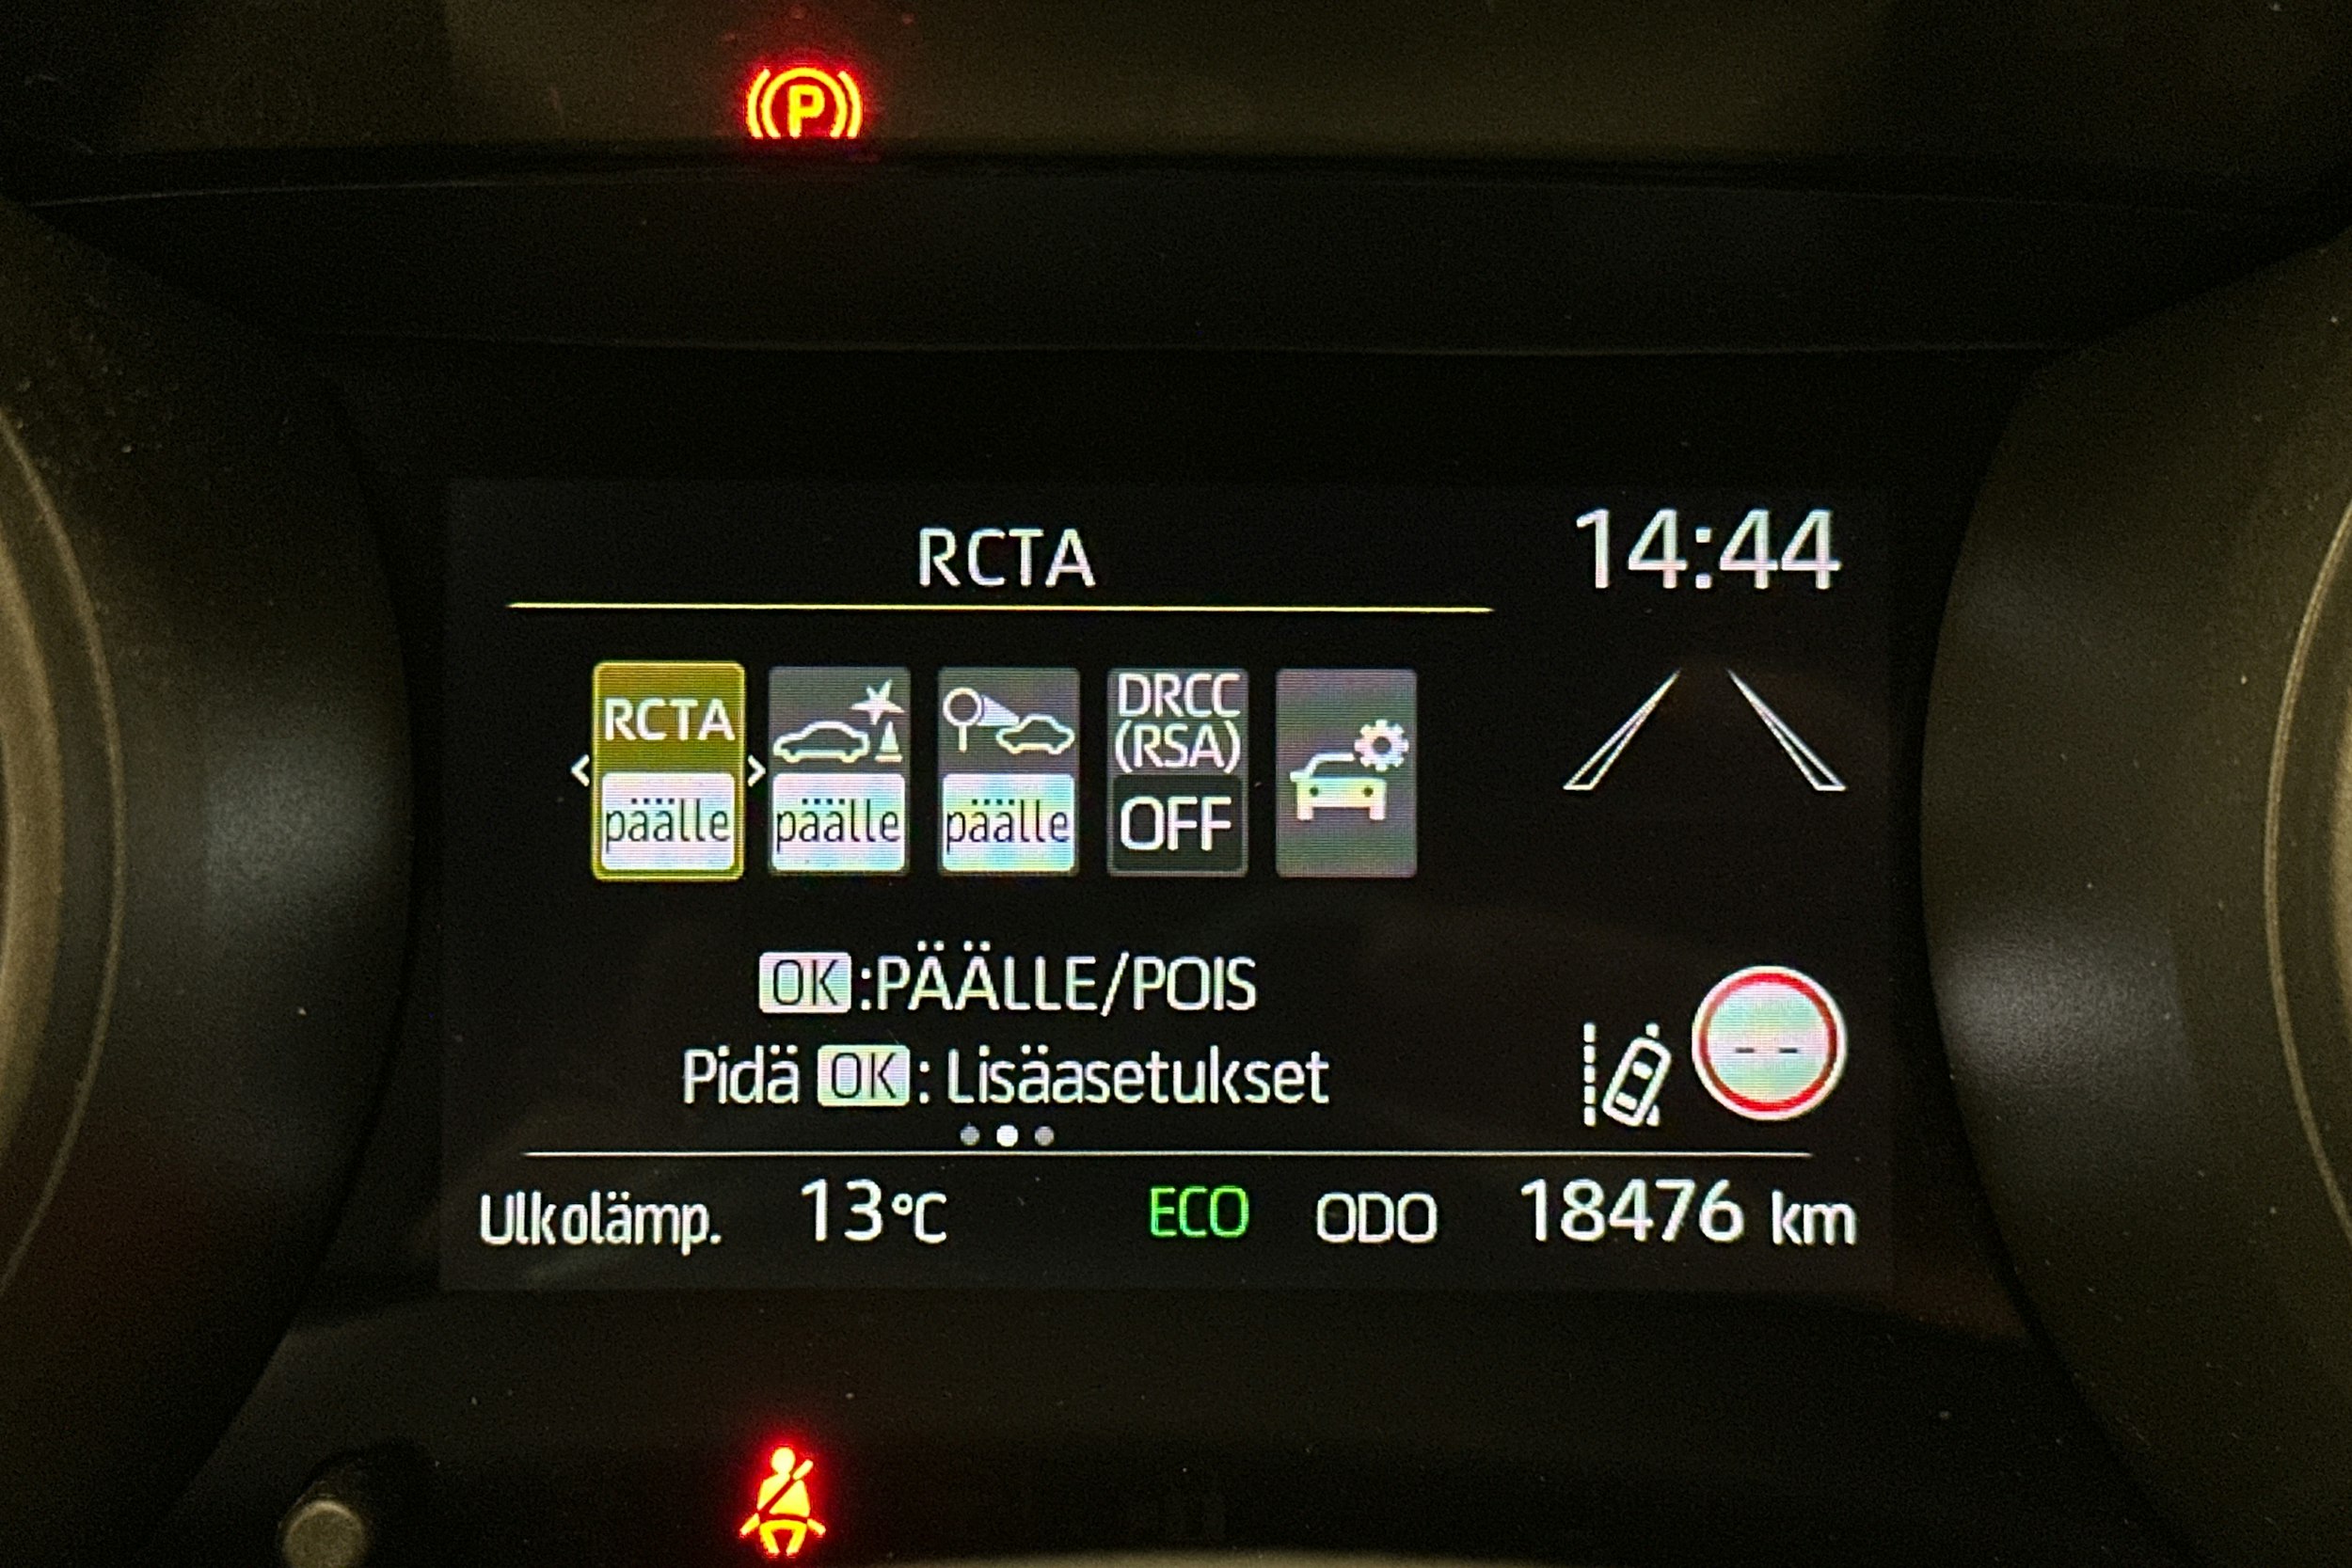 P
RCTA
14:44
RCTA
päälle
päälle
päälle
DRCC
(RSA)
OFF
OK:PÄÄLLE/POIS
Pidä OK: Lisäasetukset
--
Ulkolämp. 13°C ECO ODO 18476 km